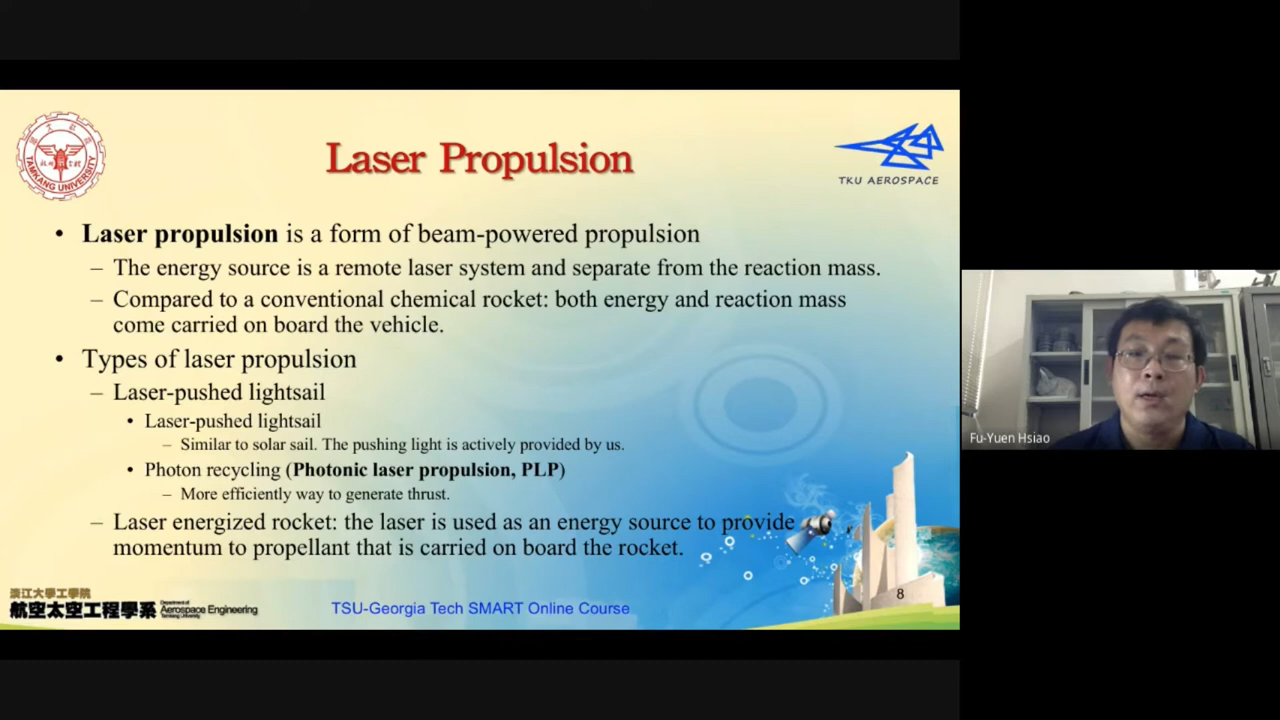 TAMKANG UNIVERSITY
Laser Propulsion
TKU AEROSPACE
• Laser propulsion is a form of beam-powered propulsion
– The energy source is a remote laser system and separate from the reaction mass.
– Compared to a conventional chemical rocket: both energy and reaction mass
come carried on board the vehicle.
• Types of laser propulsion
– Laser-pushed lightsail
• Laser-pushed lightsail
– Similar to solar sail. The pushing light is actively provided by us.
• Photon recycling (Photonic laser propulsion, PLP)
– More efficiently way to generate thrust.
– Laser energized rocket: the laser is used as an energy source to provide
momentum to propellant that is carried on board the rocket.
淡江大學工學院
航空太空工程學系
Department of
Aerospace Engineering
Tamkang University
TSU-Georgia Tech SMART Online Course
8
Fu-Yuen Hsiao